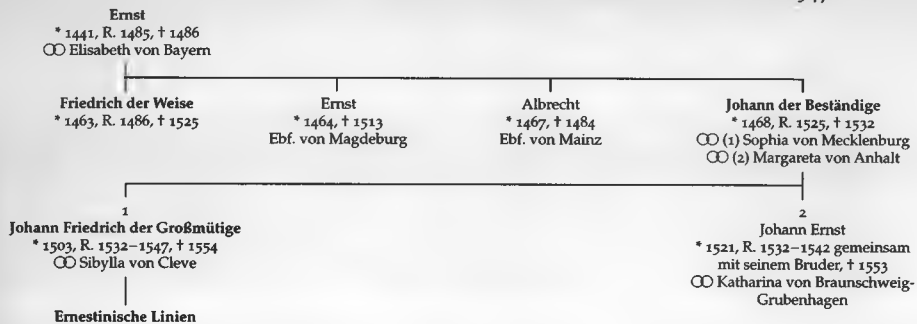 Ernst
* 1441, R. 1485, † 1486
⚭ Elisabeth von Bayern
Friedrich der Weise
* 1463, R. 1486, † 1525
Ernst
* 1464, † 1513
Ebf. von Magdeburg
Albrecht
* 1467, † 1484
Ebf. von Mainz
Johann der Beständige
* 1468, R. 1525, † 1532
⚭ (1) Sophia von Mecklenburg
⚭ (2) Margareta von Anhalt
1
Johann Friedrich der Großmütige
* 1503, R. 1532–1547, † 1554
⚭ Sibylla von Cleve
Ernestinische Linien
2
Johann Ernst
* 1521, R. 1532–1542 gemeinsam
mit seinem Bruder, † 1553
⚭ Katharina von Braunschweig-
Grubenhagen